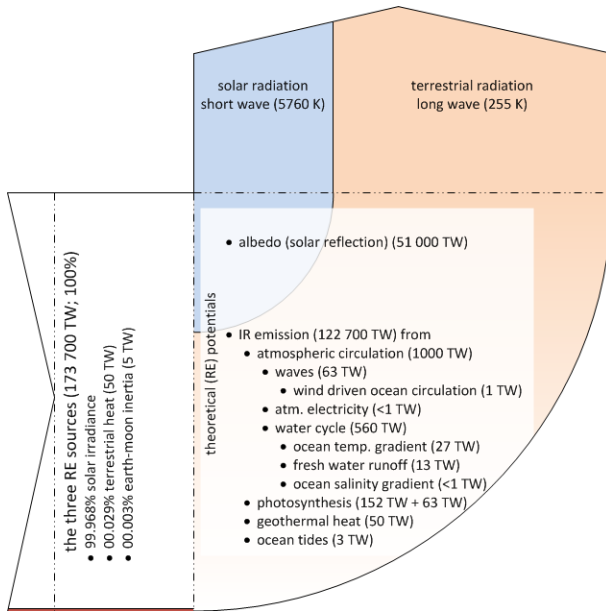 solar radiation
short wave (5760 K)
terrestrial radiation
long wave (255 K)
the three RE sources (173 700 TW; 100%)
• 99.968% solar irradiance
• 00.029% terrestrial heat (50 TW)
• 00.003% earth-moon inertia (5 TW)
theoretical (RE) potentials
• albedo (solar reflection) (51 000 TW)
• IR emission (122 700 TW) from
• atmospheric circulation (1000 TW)
• waves (63 TW)
• wind driven ocean circulation (1 TW)
• atm. electricity (<1 TW)
• water cycle (560 TW)
• ocean temp. gradient (27 TW)
• fresh water runoff (13 TW)
• ocean salinity gradient (<1 TW)
• photosynthesis (152 TW + 63 TW)
• geothermal heat (50 TW)
• ocean tides (3 TW)